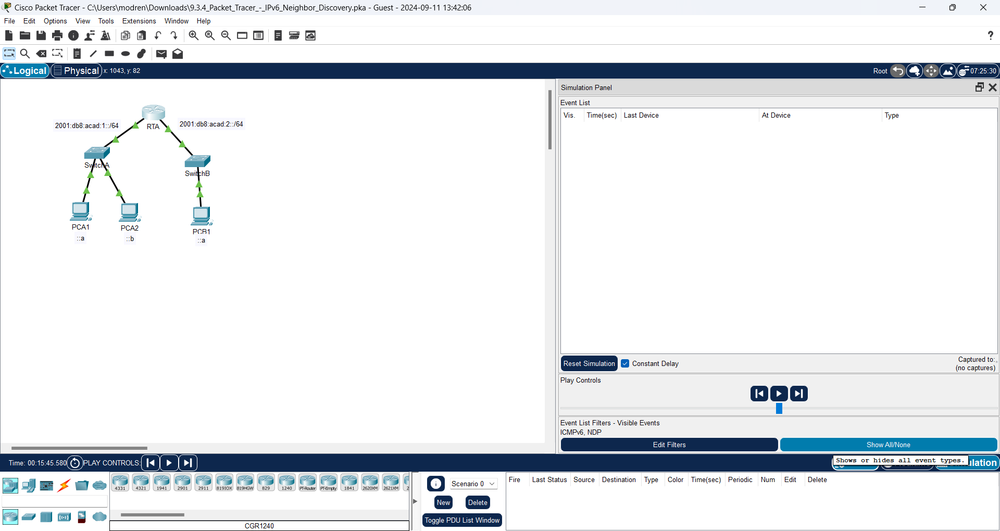 Cisco Packet Tracer - C:\Users\modren\Downloads\9.3.4_Packet_Tracer_-_IPv6_Neighbor_Discovery.pka - Guest - 2024-09-11 13:42:06
File Edit Options View Tools Extensions Window Help
Logical Physical x: 1043, y: 82 Root 07:25:30
Simulation Panel
Event List
Vis. Time(sec) Last Device At Device Type
2001:db8:acad:1::/64
RTA
2001:db8:acad:2::/64
SwitchA
SwitchB
PCA1
PCA2
PCB1
::a
::b
::a
Reset Simulation Constant Delay
Captured to:
(no captures)
Play Controls
Event List Filters - Visible Events
ICMPv6, NDP
Edit Filters Show All/None
Time: 00:15:45.580 PLAY CONTROLS:
Shows or hides all event types.
ulation
4331 4321 1941 2901 2911 819IOX 819HGW 829 1240 PT-Router PT-Empty 1841 2620XM 2621XM 2
CGR1240
Scenario 0
New Delete
Toggle PDU List Window
Fire Last Status Source Destination Type Color Time(sec) Periodic Num Edit Delete